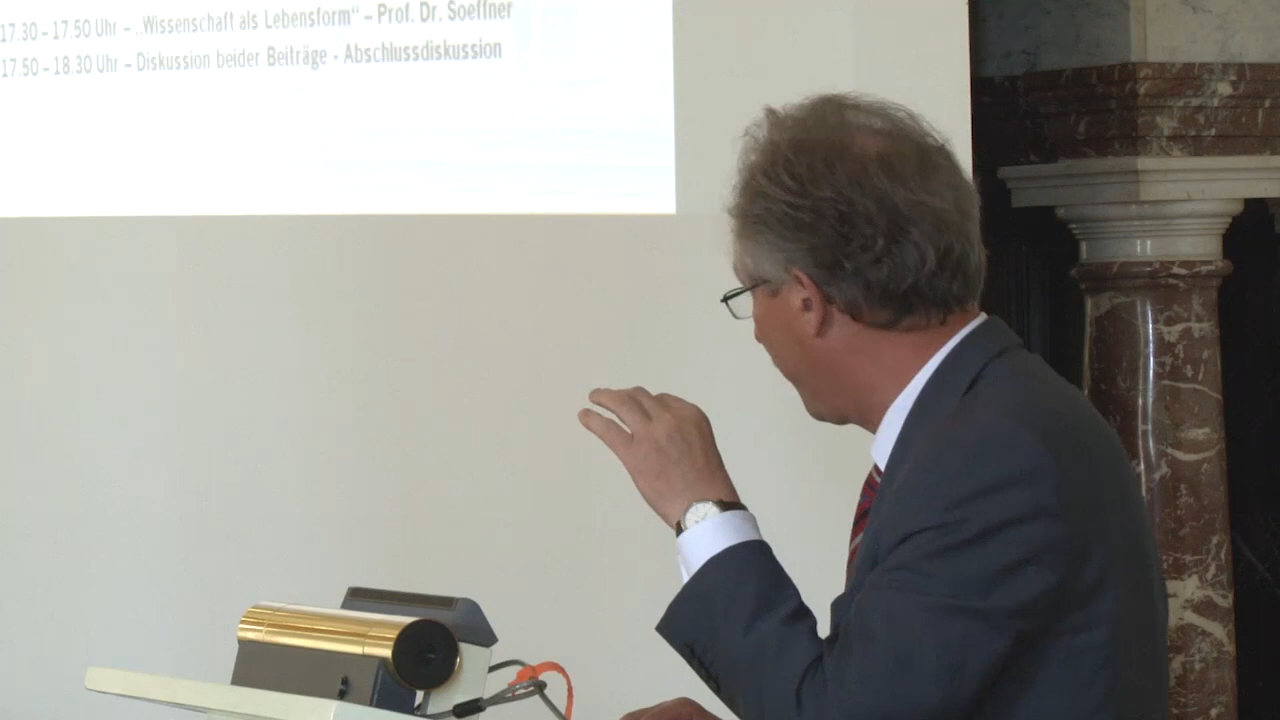 17.30 – 17.50 Uhr – „Wissenschaft als Lebensform“ – Prof. Dr. Soeffner
17.50 – 18.30 Uhr – Diskussion beider Beiträge - Abschlussdiskussion